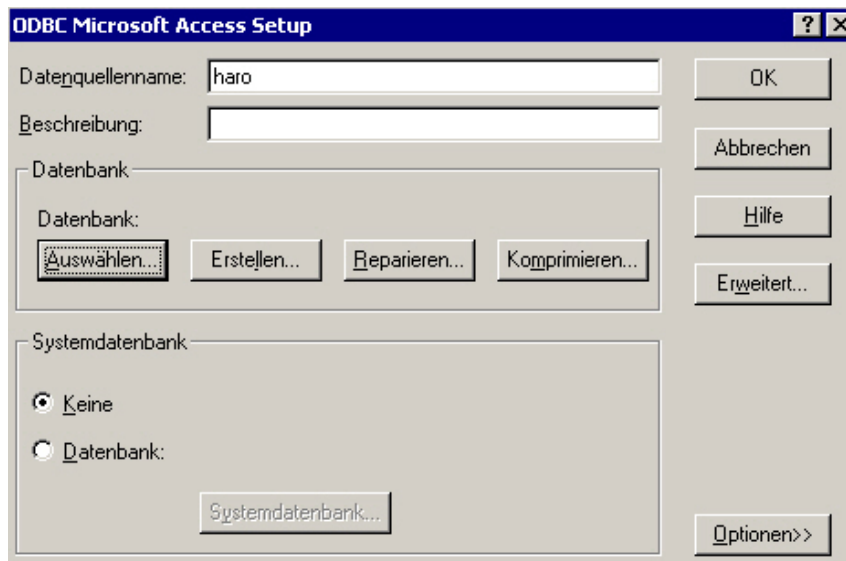 ODBC Microsoft Access Setup
Datenquellenname: haro
Beschreibung:
OK
Abbrechen
Hilfe
Erweitert...
Optionen>>
Datenbank
Datenbank:
Auswählen... Erstellen... Reparieren... Komprimieren...
Systemdatenbank
Keine
Datenbank:
Systemdatenbank...